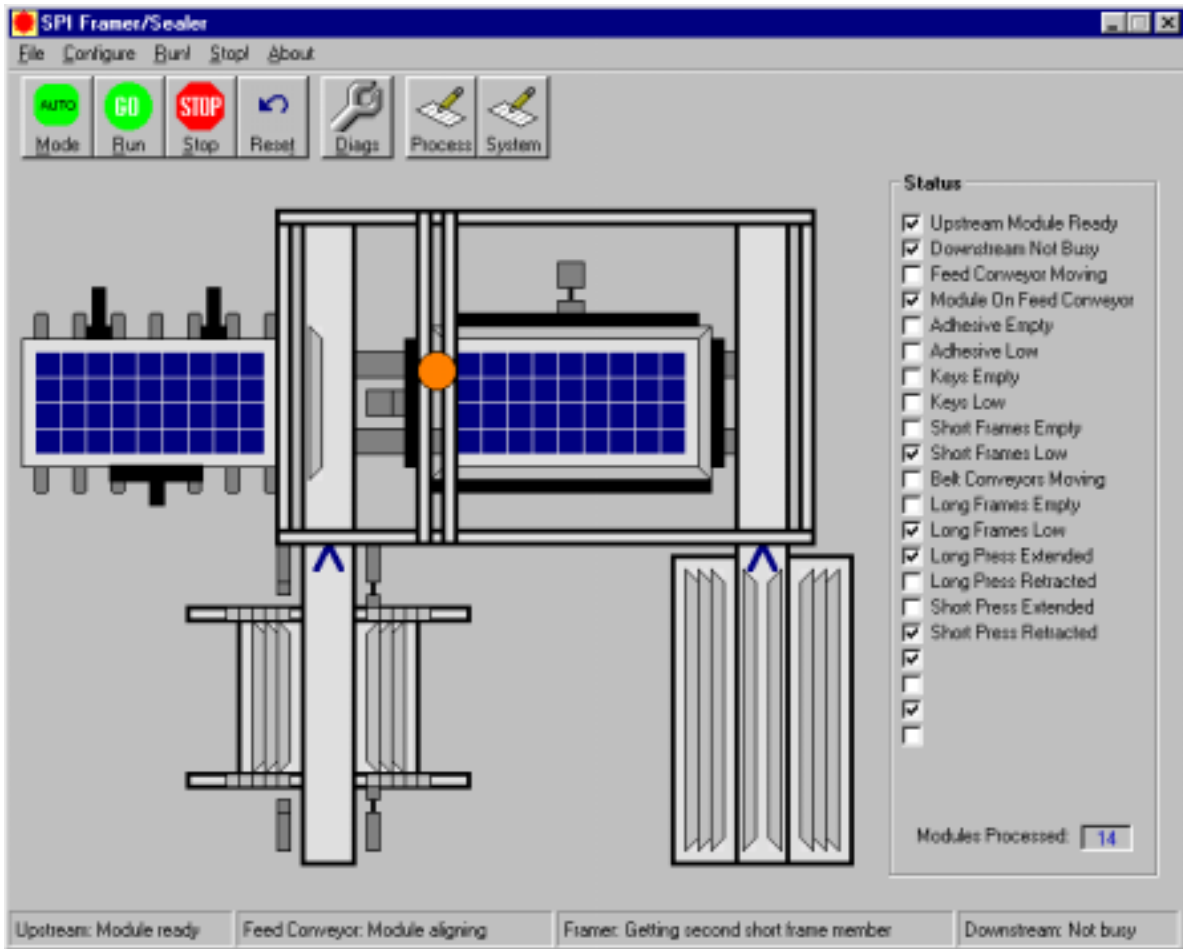 SPI Framer/Sealer
File Configure Run! Stop! About
AUTO GO STOP
Mode Run Stop Reset Diags Process System
Status
Upstream Module Ready
Downstream Not Busy
Feed Conveyor Moving
Module On Feed Conveyor
Adhesive Empty
Adhesive Low
Keys Empty
Keys Low
Short Frames Empty
Short Frames Low
Belt Conveyors Moving
Long Frames Empty
Long Frames Low
Long Press Extended
Long Press Retracted
Short Press Extended
Short Press Retracted
Modules Processed: 14
Upstream: Module ready Feed Conveyor: Module aligning Framer: Getting second short frame member Downstream: Not busy